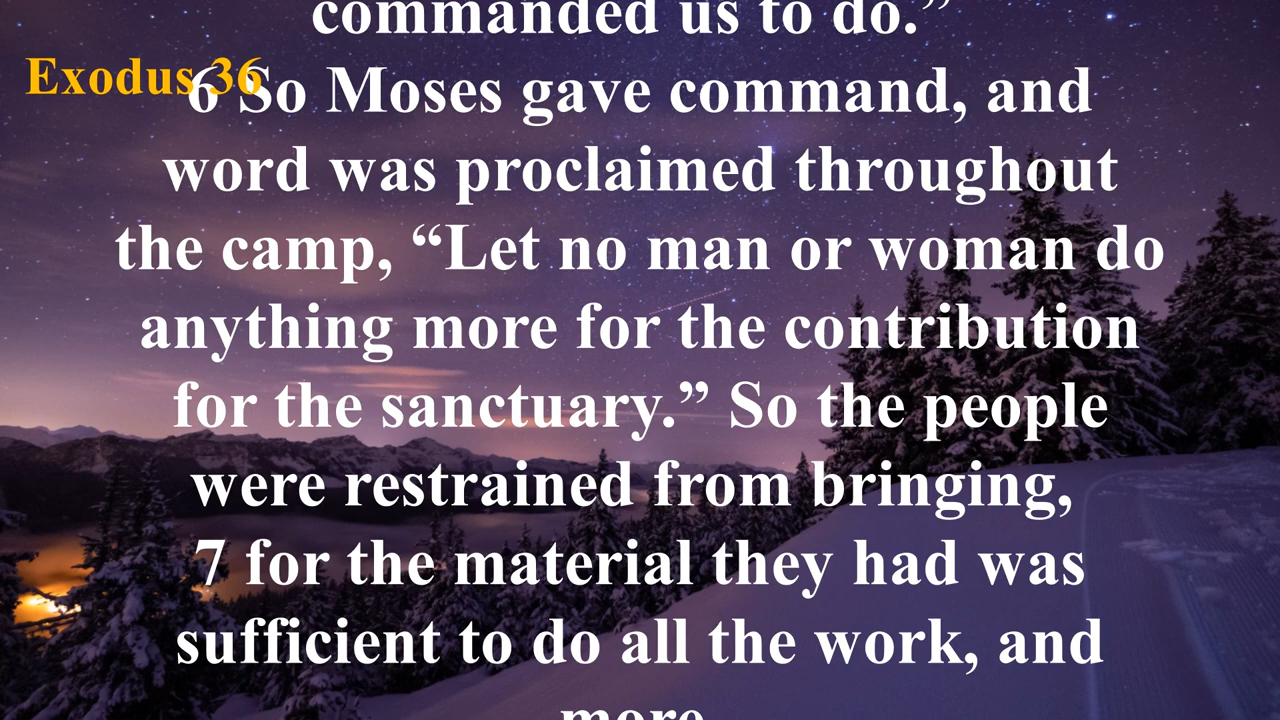 commanded us to do.”
Exodus 36
6 So Moses gave command, and
word was proclaimed throughout
the camp, “Let no man or woman do
anything more for the contribution
for the sanctuary.” So the people
were restrained from bringing,
7 for the material they had was
sufficient to do all the work, and
more.